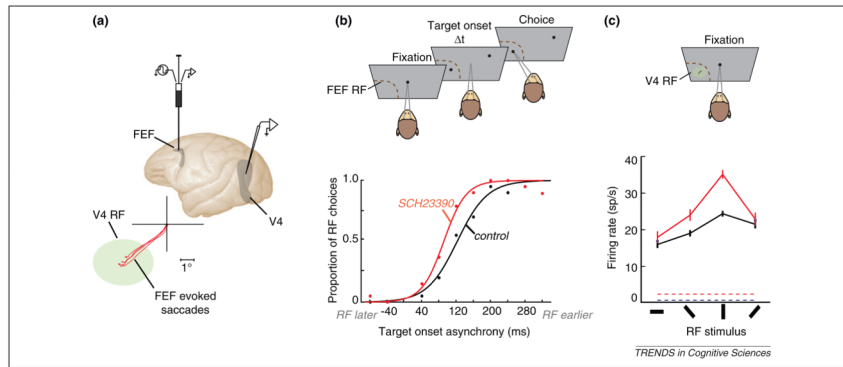 (a)
FEF
V4
V4 RF
1°
FEF evoked
saccades
(b)
Target onset
Δt
Choice
Fixation
FEF RF
Proportion of RF choices
1.0
0.5
0
SCH23390
control
-40
40
120
200
280
RF later
RF earlier
Target onset asynchrony (ms)
(c)
Fixation
V4 RF
Firing rate (sp/s)
40
30
20
10
0
RF stimulus
TRENDS in Cognitive Sciences